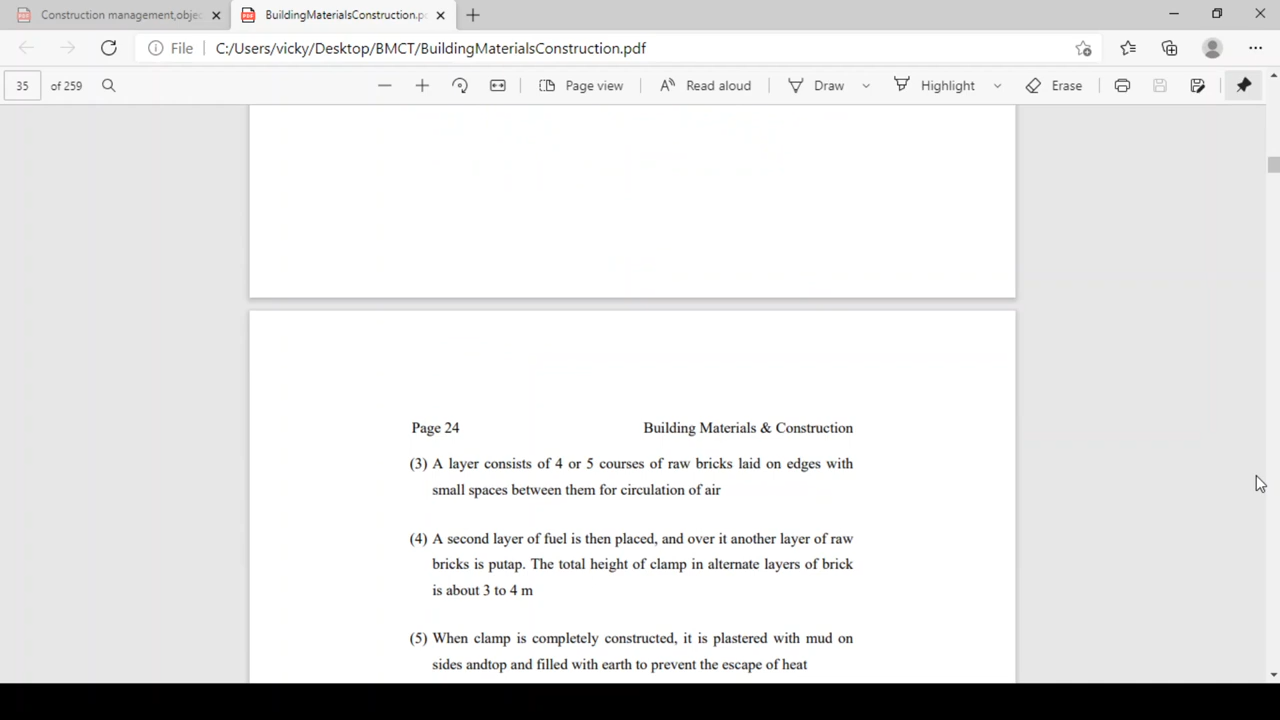 Construction management,objec
BuildingMaterialsConstruction.pd
File
C:/Users/vicky/Desktop/BMCT/BuildingMaterialsConstruction.pdf
35 of 259
Page view
Read aloud
Draw
Highlight
Erase
Page 24 Building Materials & Construction
(3) A layer consists of 4 or 5 courses of raw bricks laid on edges with
small spaces between them for circulation of air
(4) A second layer of fuel is then placed, and over it another layer of raw
bricks is putap. The total height of clamp in alternate layers of brick
is about 3 to 4 m
(5) When clamp is completely constructed, it is plastered with mud on
sides andtop and filled with earth to prevent the escape of heat